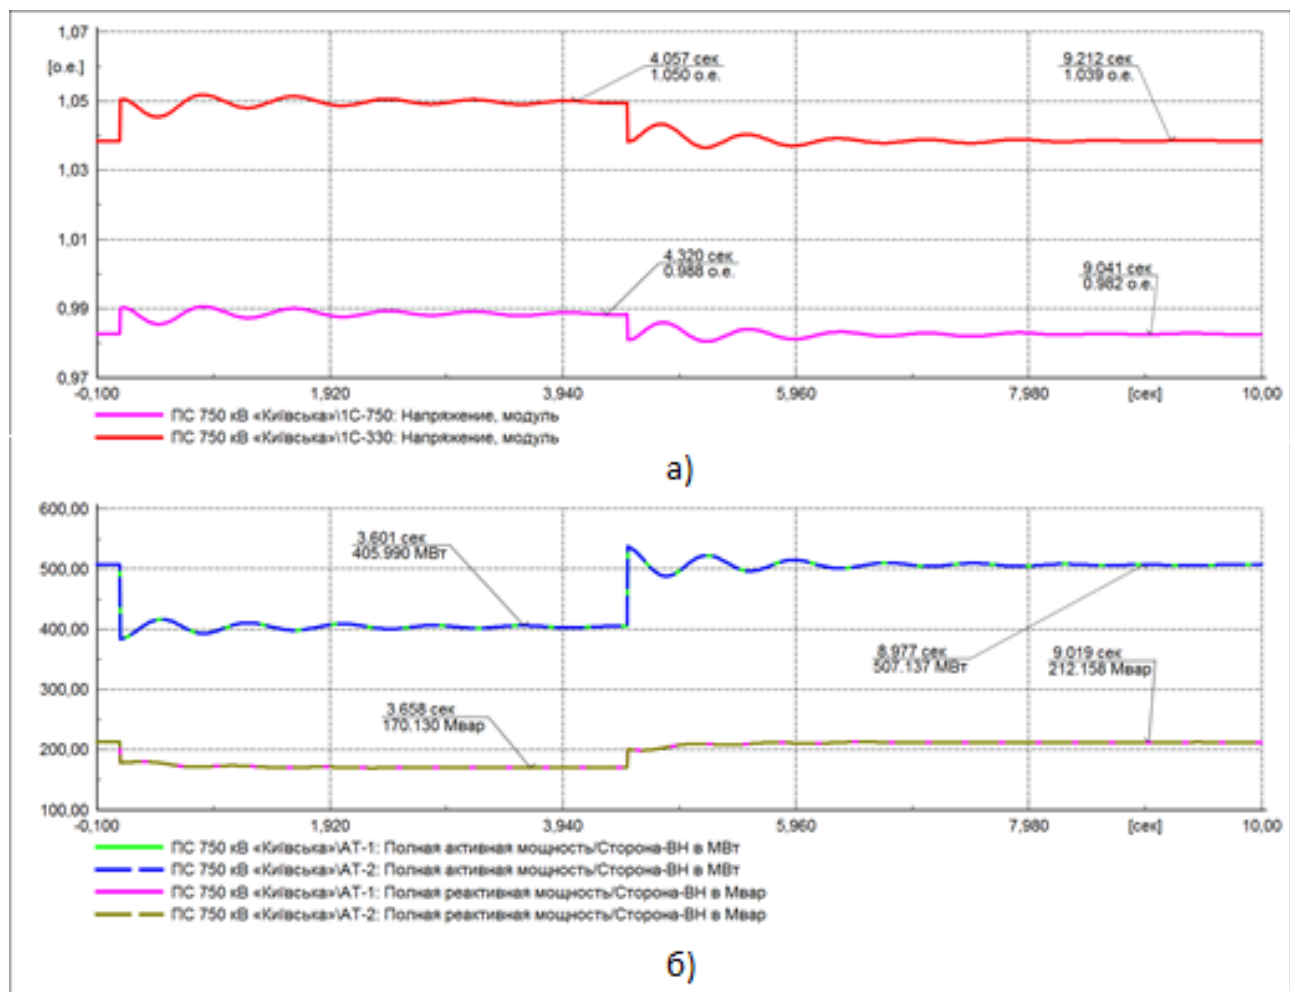 1,07
[о.е.]
4.057 сек
1.050 о.е.
9.212 сек
1.039 о.е.
1,05
1,03
1,01
4.320 сек
0.988 о.е.
9.041 сек
0.982 о.е.
0,99
0,97
-0,100 1,920 3,940 5,960 7,980 [сек] 10,00
ПС 750 кВ «Київська»\1С-750: Напряжение, модуль
ПС 750 кВ «Київська»\1С-330: Напряжение, модуль
а)
600,00
3.601 сек
405.990 МВт
500,00
400,00
8.977 сек
507.137 МВт
9.019 сек
212.158 Мвар
300,00
3.658 сек
170.130 Мвар
200,00
100,00
-0,100 1,920 3,940 5,960 7,980 [сек] 10,00
ПС 750 кВ «Київська»\АТ-1: Полная активная мощность/Сторона-ВН в МВт
ПС 750 кВ «Київська»\АТ-2: Полная активная мощность/Сторона-ВН в МВт
ПС 750 кВ «Київська»\АТ-1: Полная реактивная мощность/Сторона-ВН в Мвар
ПС 750 кВ «Київська»\АТ-2: Полная реактивная мощность/Сторона-ВН в Мвар
б)